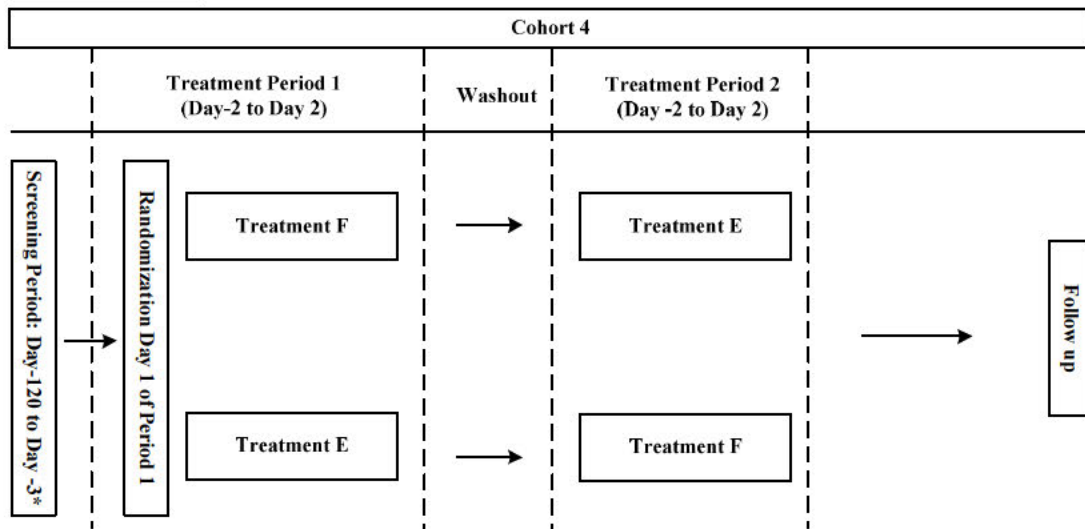 Cohort 4
Treatment Period 1
(Day-2 to Day 2)
Washout
Treatment Period 2
(Day -2 to Day 2)
Screening Period: Day-120 to Day -3*
Randomization Day 1 of Period 1
Treatment F
Treatment E
Treatment E
Treatment F
Follow up